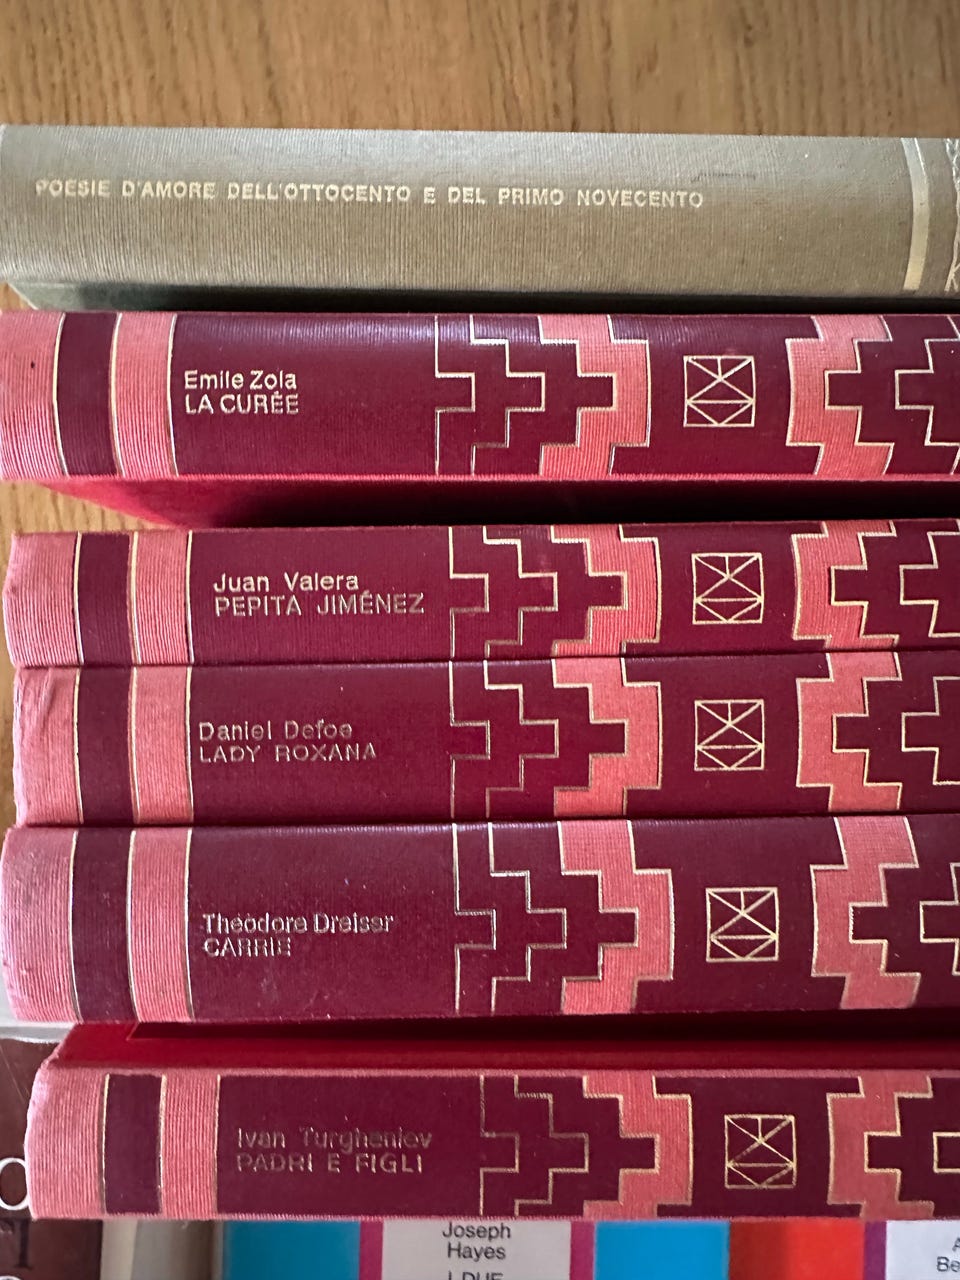 POESIE D'AMORE DELL'OTTOCENTO E DEL PRIMO NOVECENTO
Emile Zola
LA CURÉE
Juan Valera
PEPITA JIMÉNEZ
Daniel Defoe
LADY ROXANA
Théodore Dreiser
CARRIE
Ivan Turgheniev
PADRI E FIGLI
Joseph
Hayes
I DUE